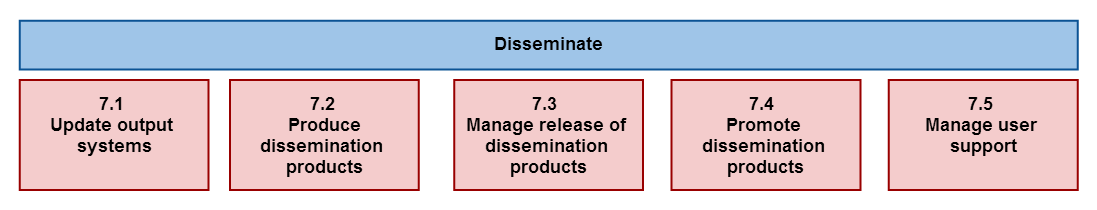 Disseminate
7.1
Update output
systems
7.2
Produce
dissemination
products
7.3
Manage release of
dissemination
products
7.4
Promote
dissemination
products
7.5
Manage user
support